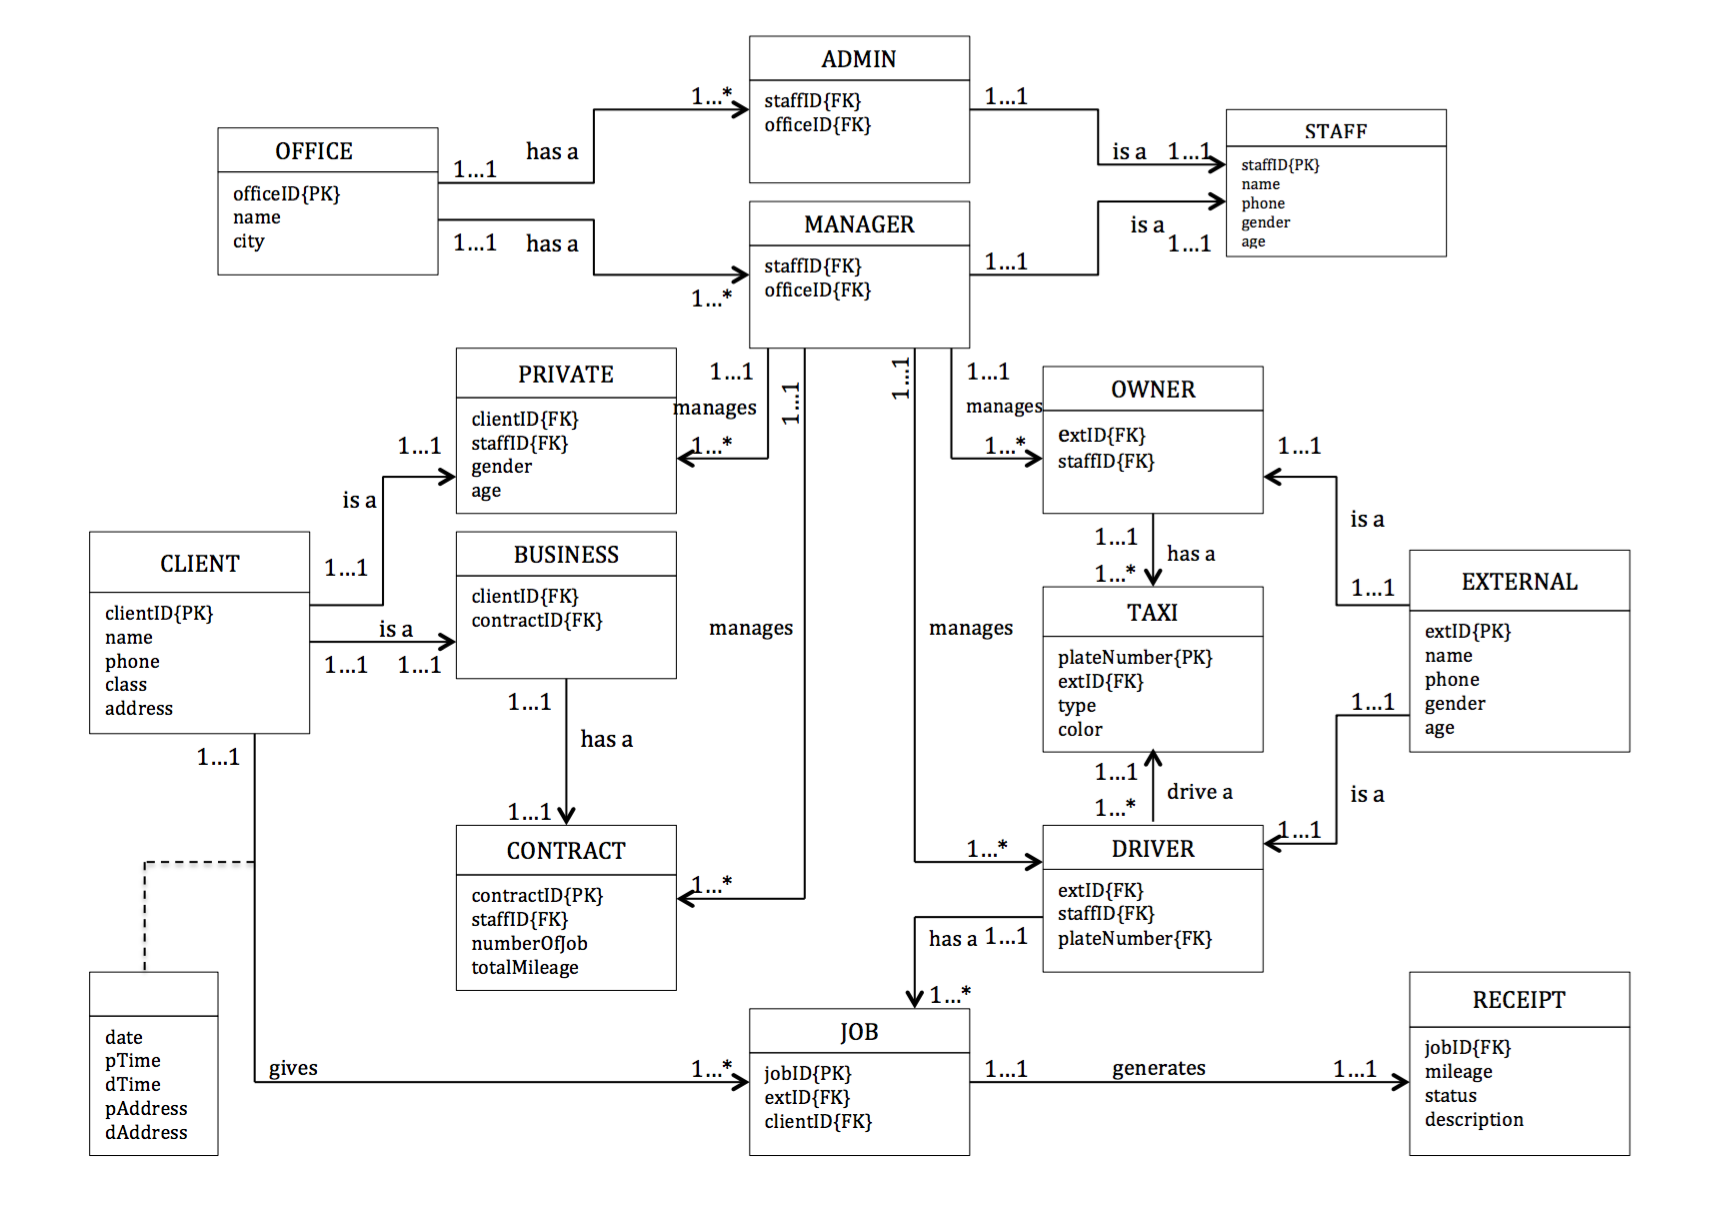 ADMIN
staffID{FK}
officeID{FK}
1...*
1...1
OFFICE
officeID{PK}
name
city
1...1
has a
1...1
has a
1...*
is a
1...1
STAFF
staffID{PK}
name
phone
gender
age
MANAGER
staffID{FK}
officeID{FK}
1...1
is a
1...1
PRIVATE
clientID{FK}
staffID{FK}
gender
age
1...1
manages
1...*
1...1
1...1
1...1
manages
1...*
OWNER
extID{FK}
staffID{FK}
1...1
1...1
is a
1...1
is a
1...1
CLIENT
clientID{PK}
name
phone
class
address
is a
1...1
1...1
BUSINESS
clientID{FK}
contractID{FK}
1...1
has a
1...1
manages
manages
1...1
has a
1...*
TAXI
plateNumber{PK}
extID{FK}
type
color
EXTERNAL
extID{PK}
name
phone
gender
age
1...1
is a
1...1
1...1
1...*
drive a
1...1
CONTRACT
contractID{PK}
staffID{FK}
numberOfJob
totalMileage
1...*
1...*
DRIVER
extID{FK}
staffID{FK}
plateNumber{FK}
has a
1...1
1...*
date
pTime
dTime
pAddress
dAddress
gives
1...*
JOB
jobID{PK}
extID{FK}
clientID{FK}
1...1
generates
1...1
RECEIPT
jobID{FK}
mileage
status
description